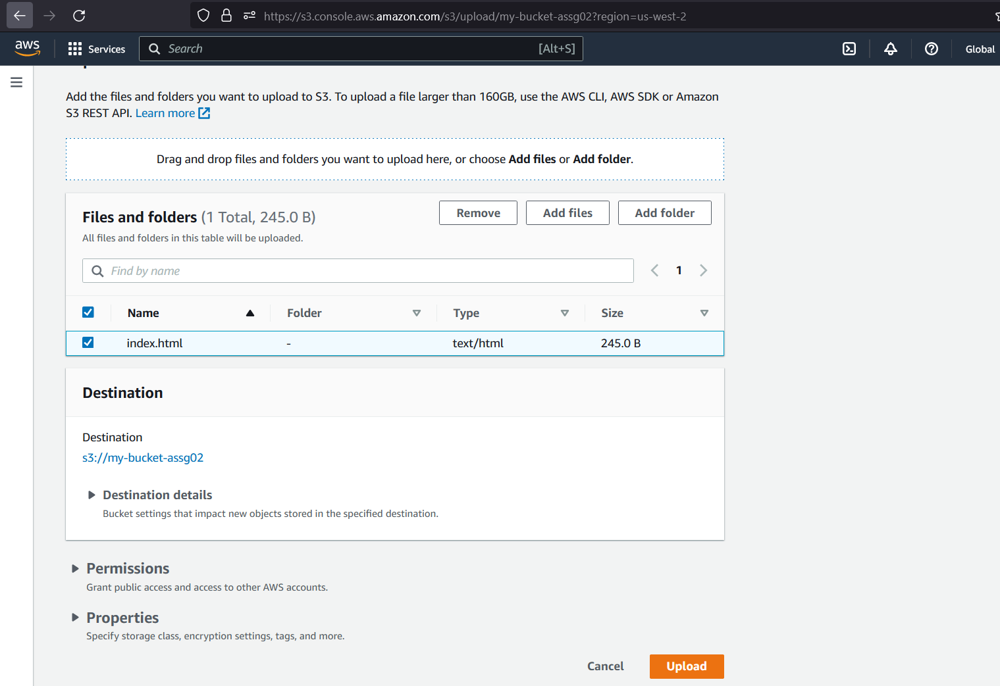 https://s3.console.aws.amazon.com/s3/upload/my-bucket-assg02?region=us-west-2
aws Services Search [Alt+S] Global
Add the files and folders you want to upload to S3. To upload a file larger than 160GB, use the AWS CLI, AWS SDK or Amazon
S3 REST API. Learn more
Drag and drop files and folders you want to upload here, or choose Add files or Add folder.
Files and folders (1 Total, 245.0 B)
Remove Add files Add folder
All files and folders in this table will be uploaded.
Find by name
1
Name Folder Type Size
index.html - text/html 245.0 B
Destination
Destination
s3://my-bucket-assg02
Destination details
Bucket settings that impact new objects stored in the specified destination.
Permissions
Grant public access and access to other AWS accounts.
Properties
Specify storage class, encryption settings, tags, and more.
Cancel Upload